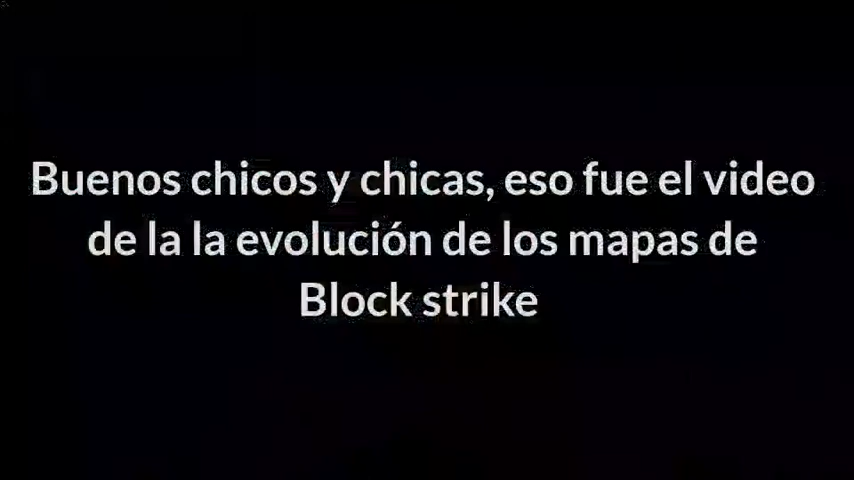 Buenos chicos y chicas, eso fue el video
de la la evolución de los mapas de
Block strike